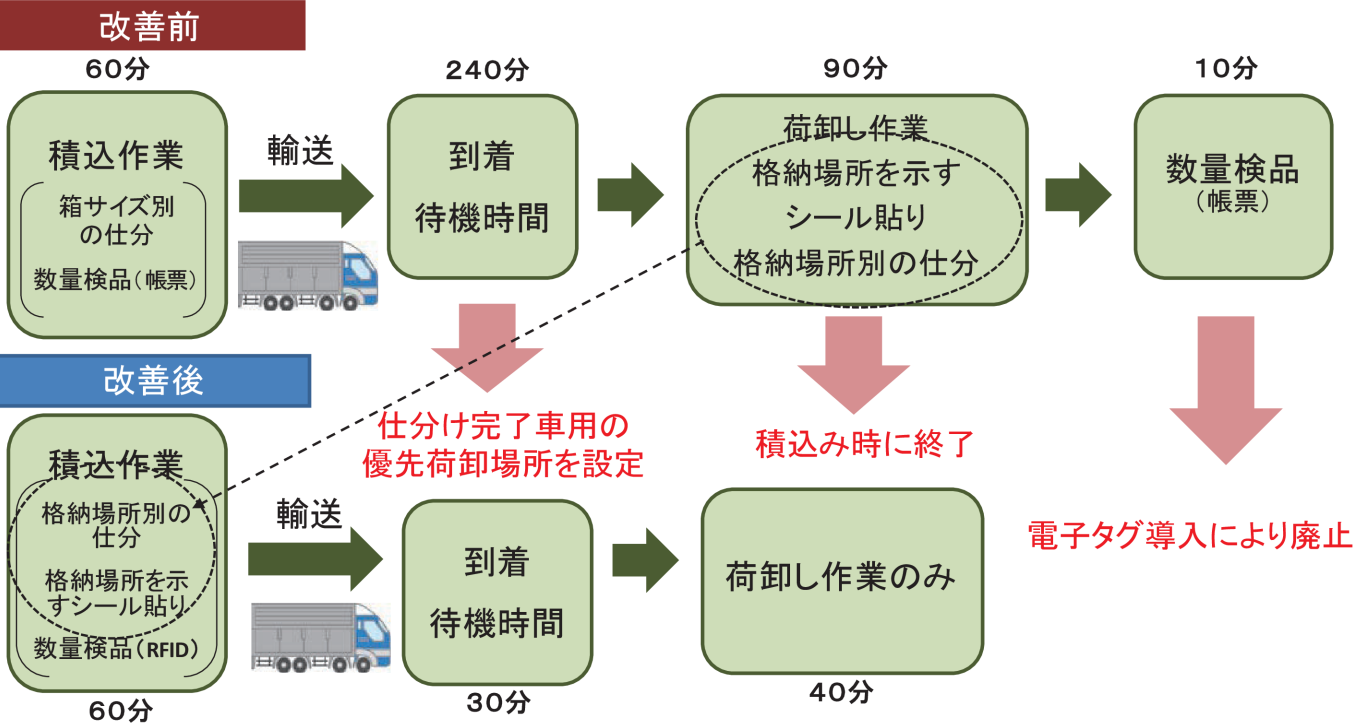 改善前
60分
240分
90分
10分
積込作業
箱サイズ別
の仕分
数量検品(帳票)
輸送
到着
待機時間
荷卸し作業
格納場所を示す
シール貼り
格納場所別の仕分
数量検品
(帳票)
改善後
仕分け完了車用の
優先荷卸場所を設定
積込み時に終了
電子タグ導入により廃止
積込作業
格納場所別の
仕分
格納場所を示
すシール貼り
数量検品(RFID)
輸送
到着
待機時間
荷卸し作業のみ
60分
30分
40分